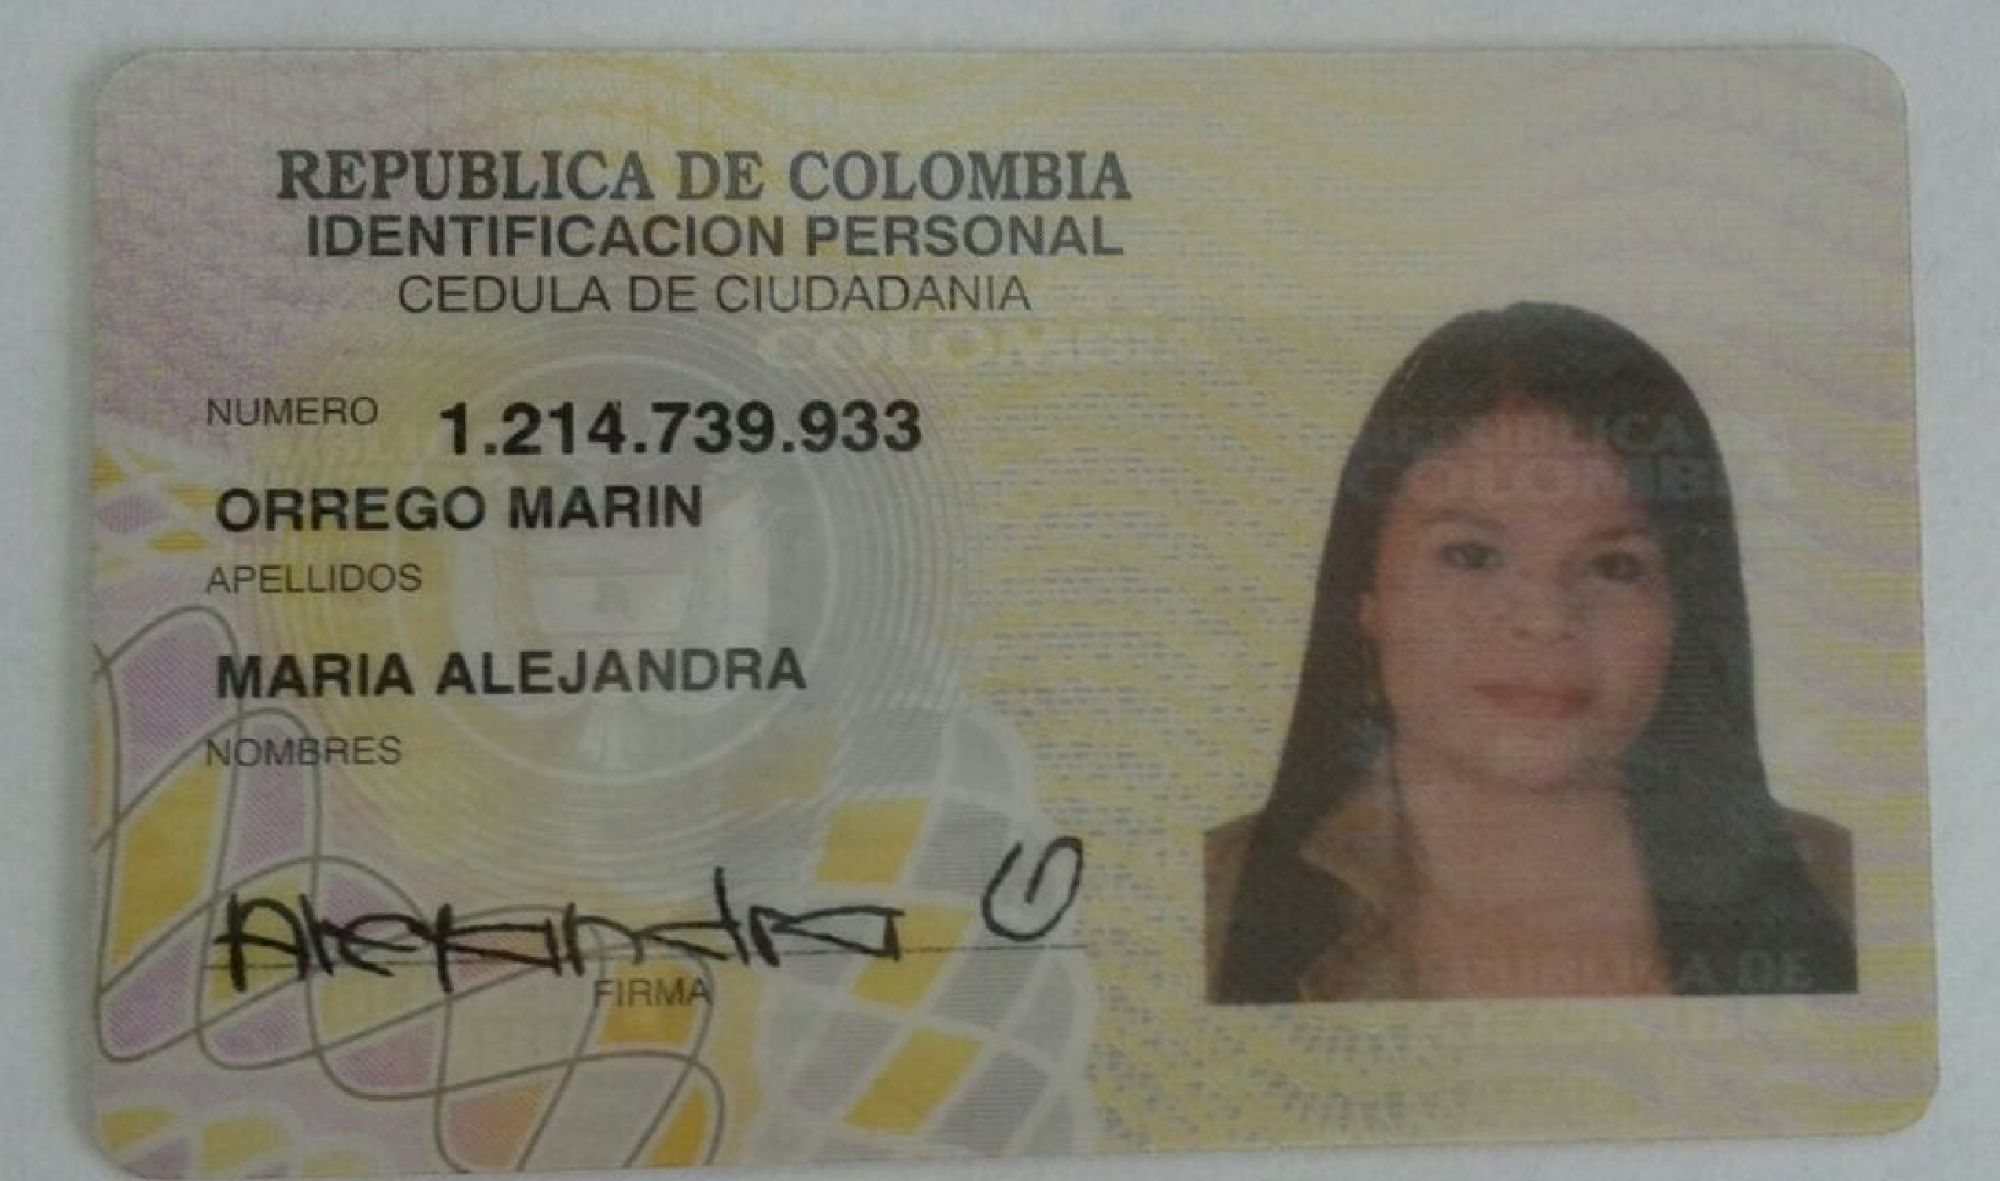 REPUBLICA DE COLOMBIA
IDENTIFICACION PERSONAL
CEDULA DE CIUDADANIA
NUMERO 1.214.739.933
ORREGO MARIN
APELLIDOS
MARIA ALEJANDRA
NOMBRES
Alejandra G
FIRMA